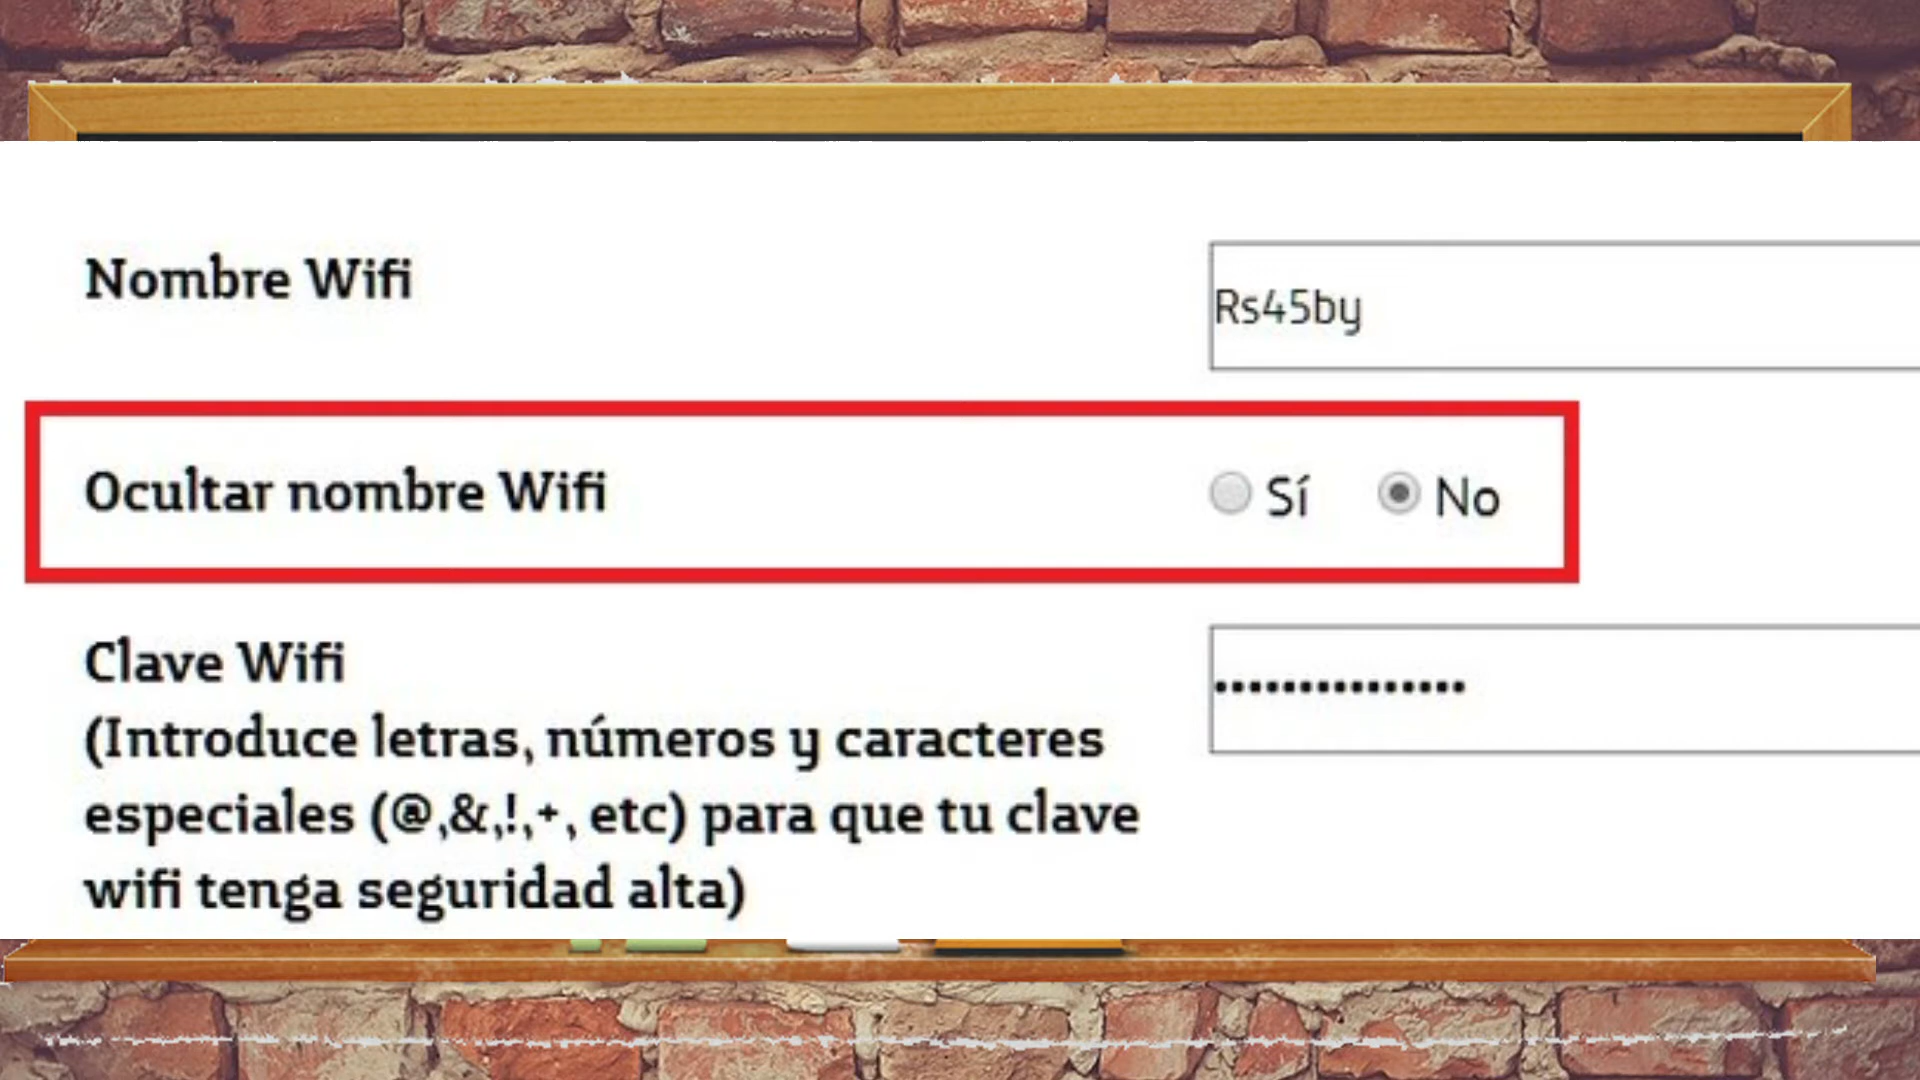 Nombre Wifi
Rs45by
Ocultar nombre Wifi Sí No
Clave Wifi
(Introduce letras, números y caracteres
especiales (@,&,!,+, etc) para que tu clave
wifi tenga seguridad alta)